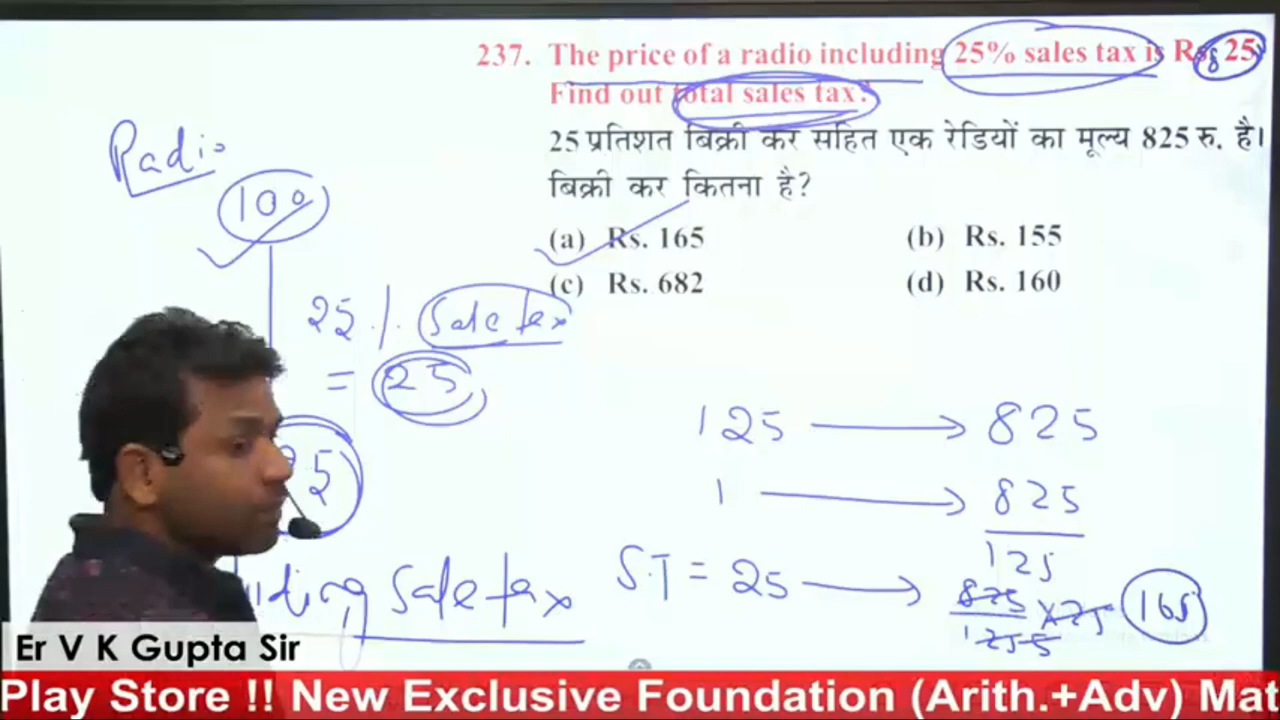 237. The price of a radio including 25% sales tax is Rs. 825
Find out total sales tax?
25 प्रतिशत बिक्री कर सहित एक रेडियों का मूल्य 825 रु. है।
बिक्री कर कितना है?
(a) Rs. 165 (b) Rs. 155
(c) Rs. 682 (d) Rs. 160
Radio
100
25 %. Sale tax
= 25
125 → 825
1 → 825
125
S.T = 25 → 825 × 25 165
125 5
Sale tax
Er V K Gupta Sir
Play Store !! New Exclusive Foundation (Arith.+Adv) Mat